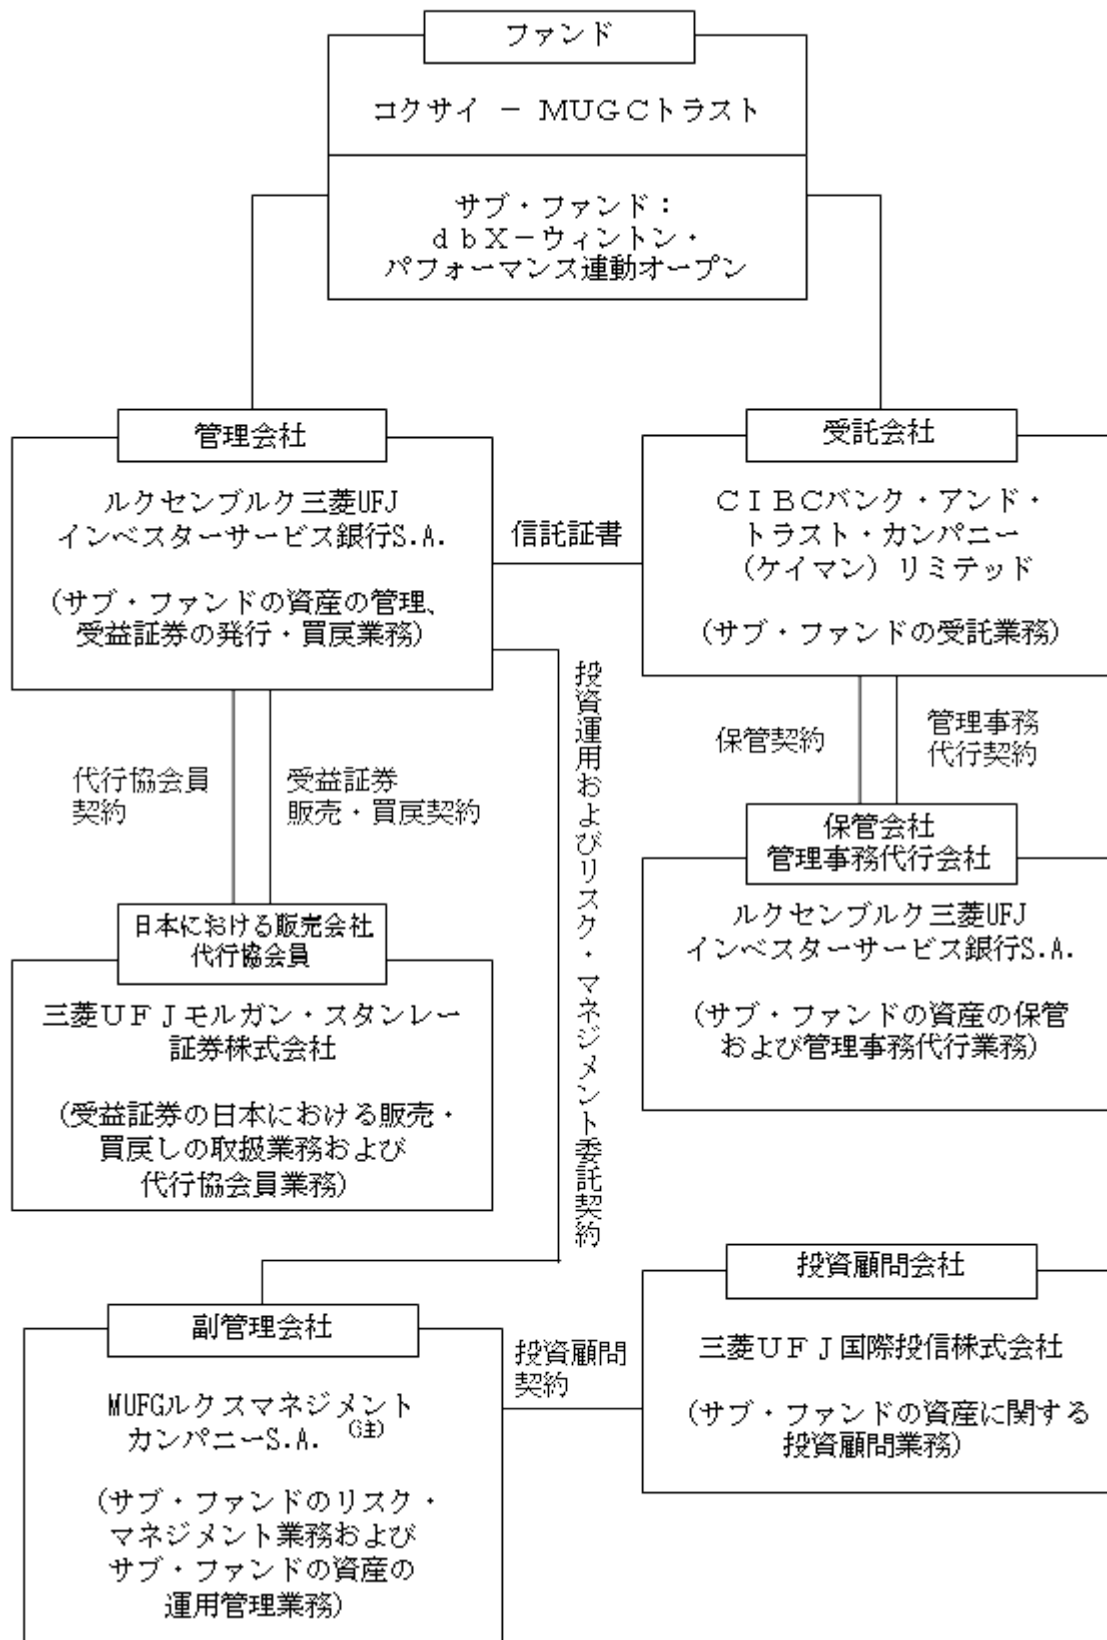 ファンド
コクサイ － ＭＵＧＣトラスト
サブ・ファンド：
ｄｂＸ－ウィントン・
パフォーマンス連動オープン
管理会社
ルクセンブルク三菱UFJ
インベスターサービス銀行S.A.
(サブ・ファンドの資産の管理、
受益証券の発行・買戻業務)
信託証書
受託会社
ＣＩＢＣバンク・アンド・
トラスト・カンパニー
（ケイマン）リミテッド
(サブ・ファンドの受託業務)
代行協会員
契約
受益証券
販売・買戻契約
投資運用およびリスク・マネジメント委託契約
保管契約
管理事務
代行契約
保管会社
管理事務代行会社
ルクセンブルク三菱UFJ
インベスターサービス銀行S.A.
(サブ・ファンドの資産の保管
および管理事務代行業務)
日本における販売会社
代行協会員
三菱ＵＦＪモルガン・スタンレー
証券株式会社
(受益証券の日本における販売・
買戻しの取扱業務および
代行協会員業務)
副管理会社
MUFGルクスマネジメント
カンパニーS.A. (注)
(サブ・ファンドのリスク・
マネジメント業務および
サブ・ファンドの資産の
運用管理業務)
投資顧問
契約
投資顧問会社
三菱ＵＦＪ国際投信株式会社
(サブ・ファンドの資産に関する
投資顧問業務)